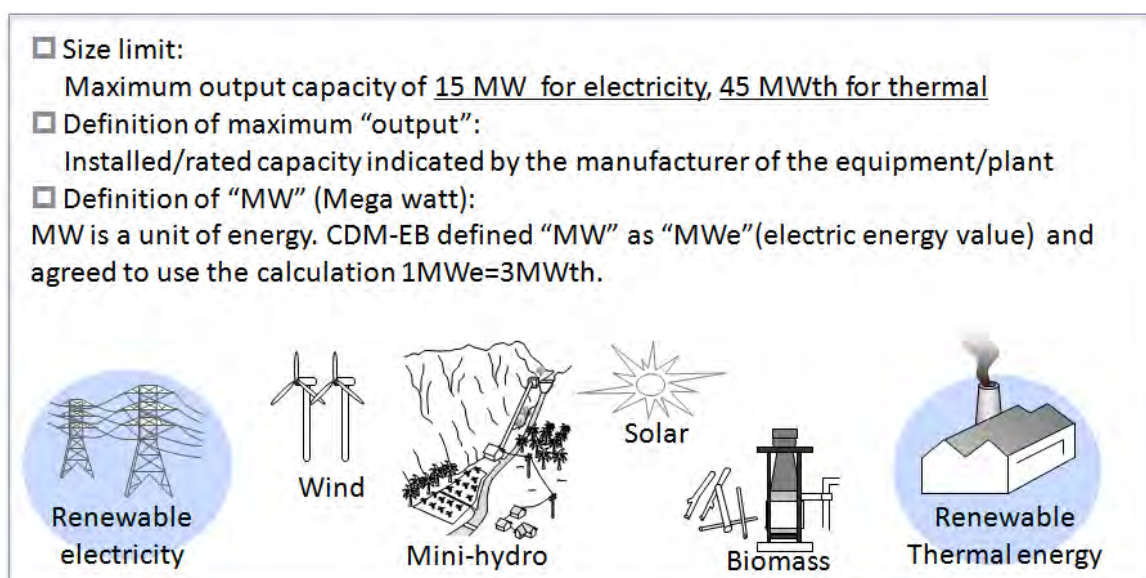 Size limit:
Maximum output capacity of 15 MW for electricity, 45 MWth for thermal
Definition of maximum “output”:
Installed/rated capacity indicated by the manufacturer of the equipment/plant
Definition of “MW” (Mega watt):
MW is a unit of energy. CDM-EB defined “MW” as “MWe”(electric energy value) and
agreed to use the calculation 1MWe=3MWth.
Renewable
electricity
Wind
Mini-hydro
Solar
Biomass
Renewable
Thermal energy